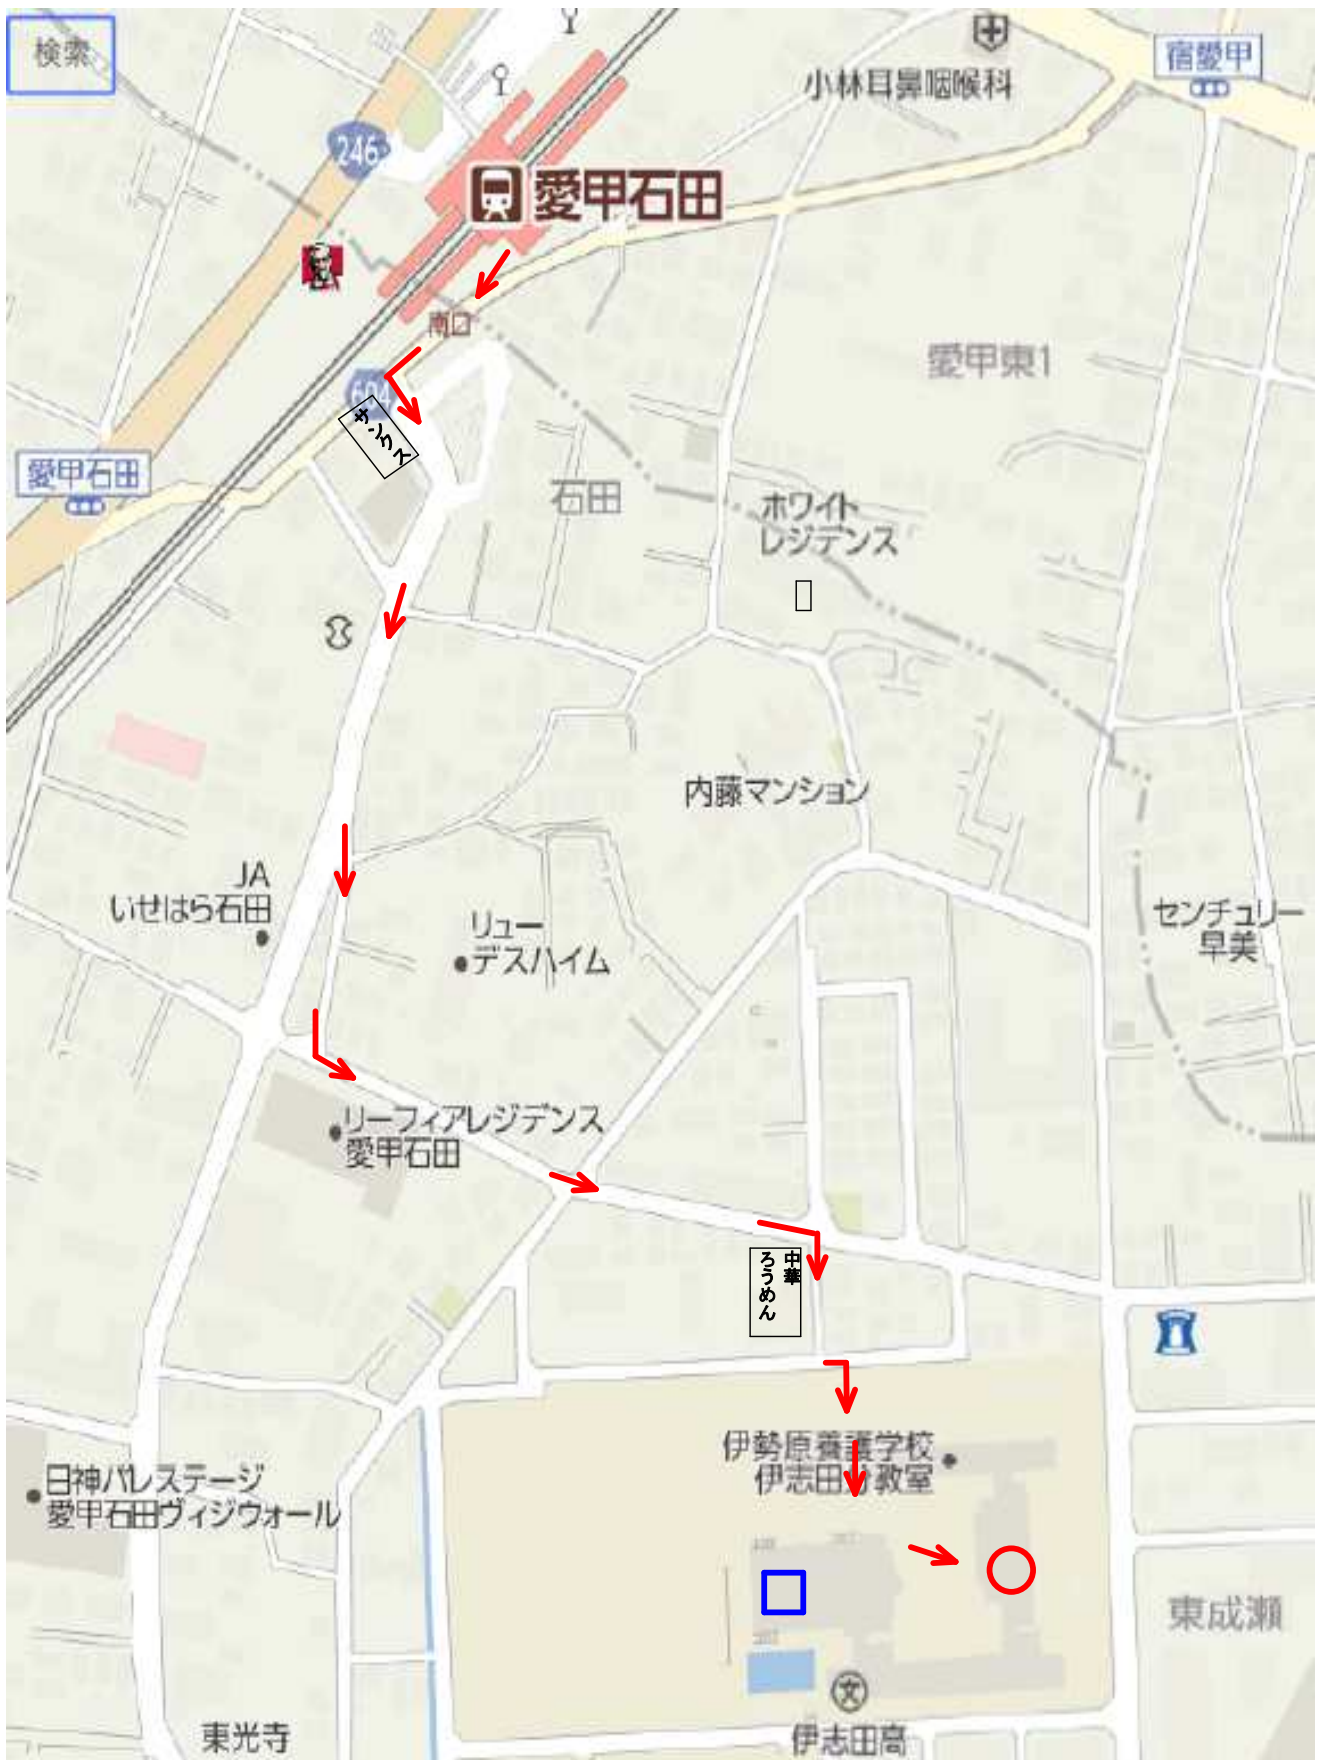 検索
小林耳鼻咽喉科
宿愛甲
246
愛甲石田
南口
愛甲東1
604
サンクス
愛甲石田
石田
ホワイト
レジデンス
内藤マンション
JA
いせはら石田
リュー
デスハイム
センチュリー
早美
リーフィアレジデンス
愛甲石田
中華
ろうめん
伊勢原養護学校
伊志田分教室
日神パレステージ
愛甲石田ヴィジウォール
東成瀬
文
東光寺
伊志田高